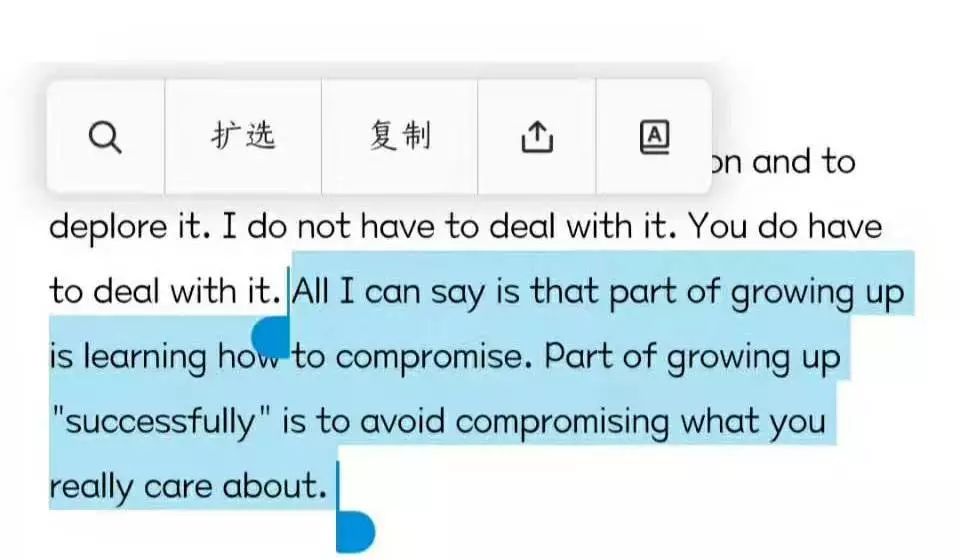 扩选 复制
and to
deplore it. I do not have to deal with it. You do have
to deal with it. All I can say is that part of growing up
is learning how to compromise. Part of growing up
"successfully" is to avoid compromising what you
really care about.